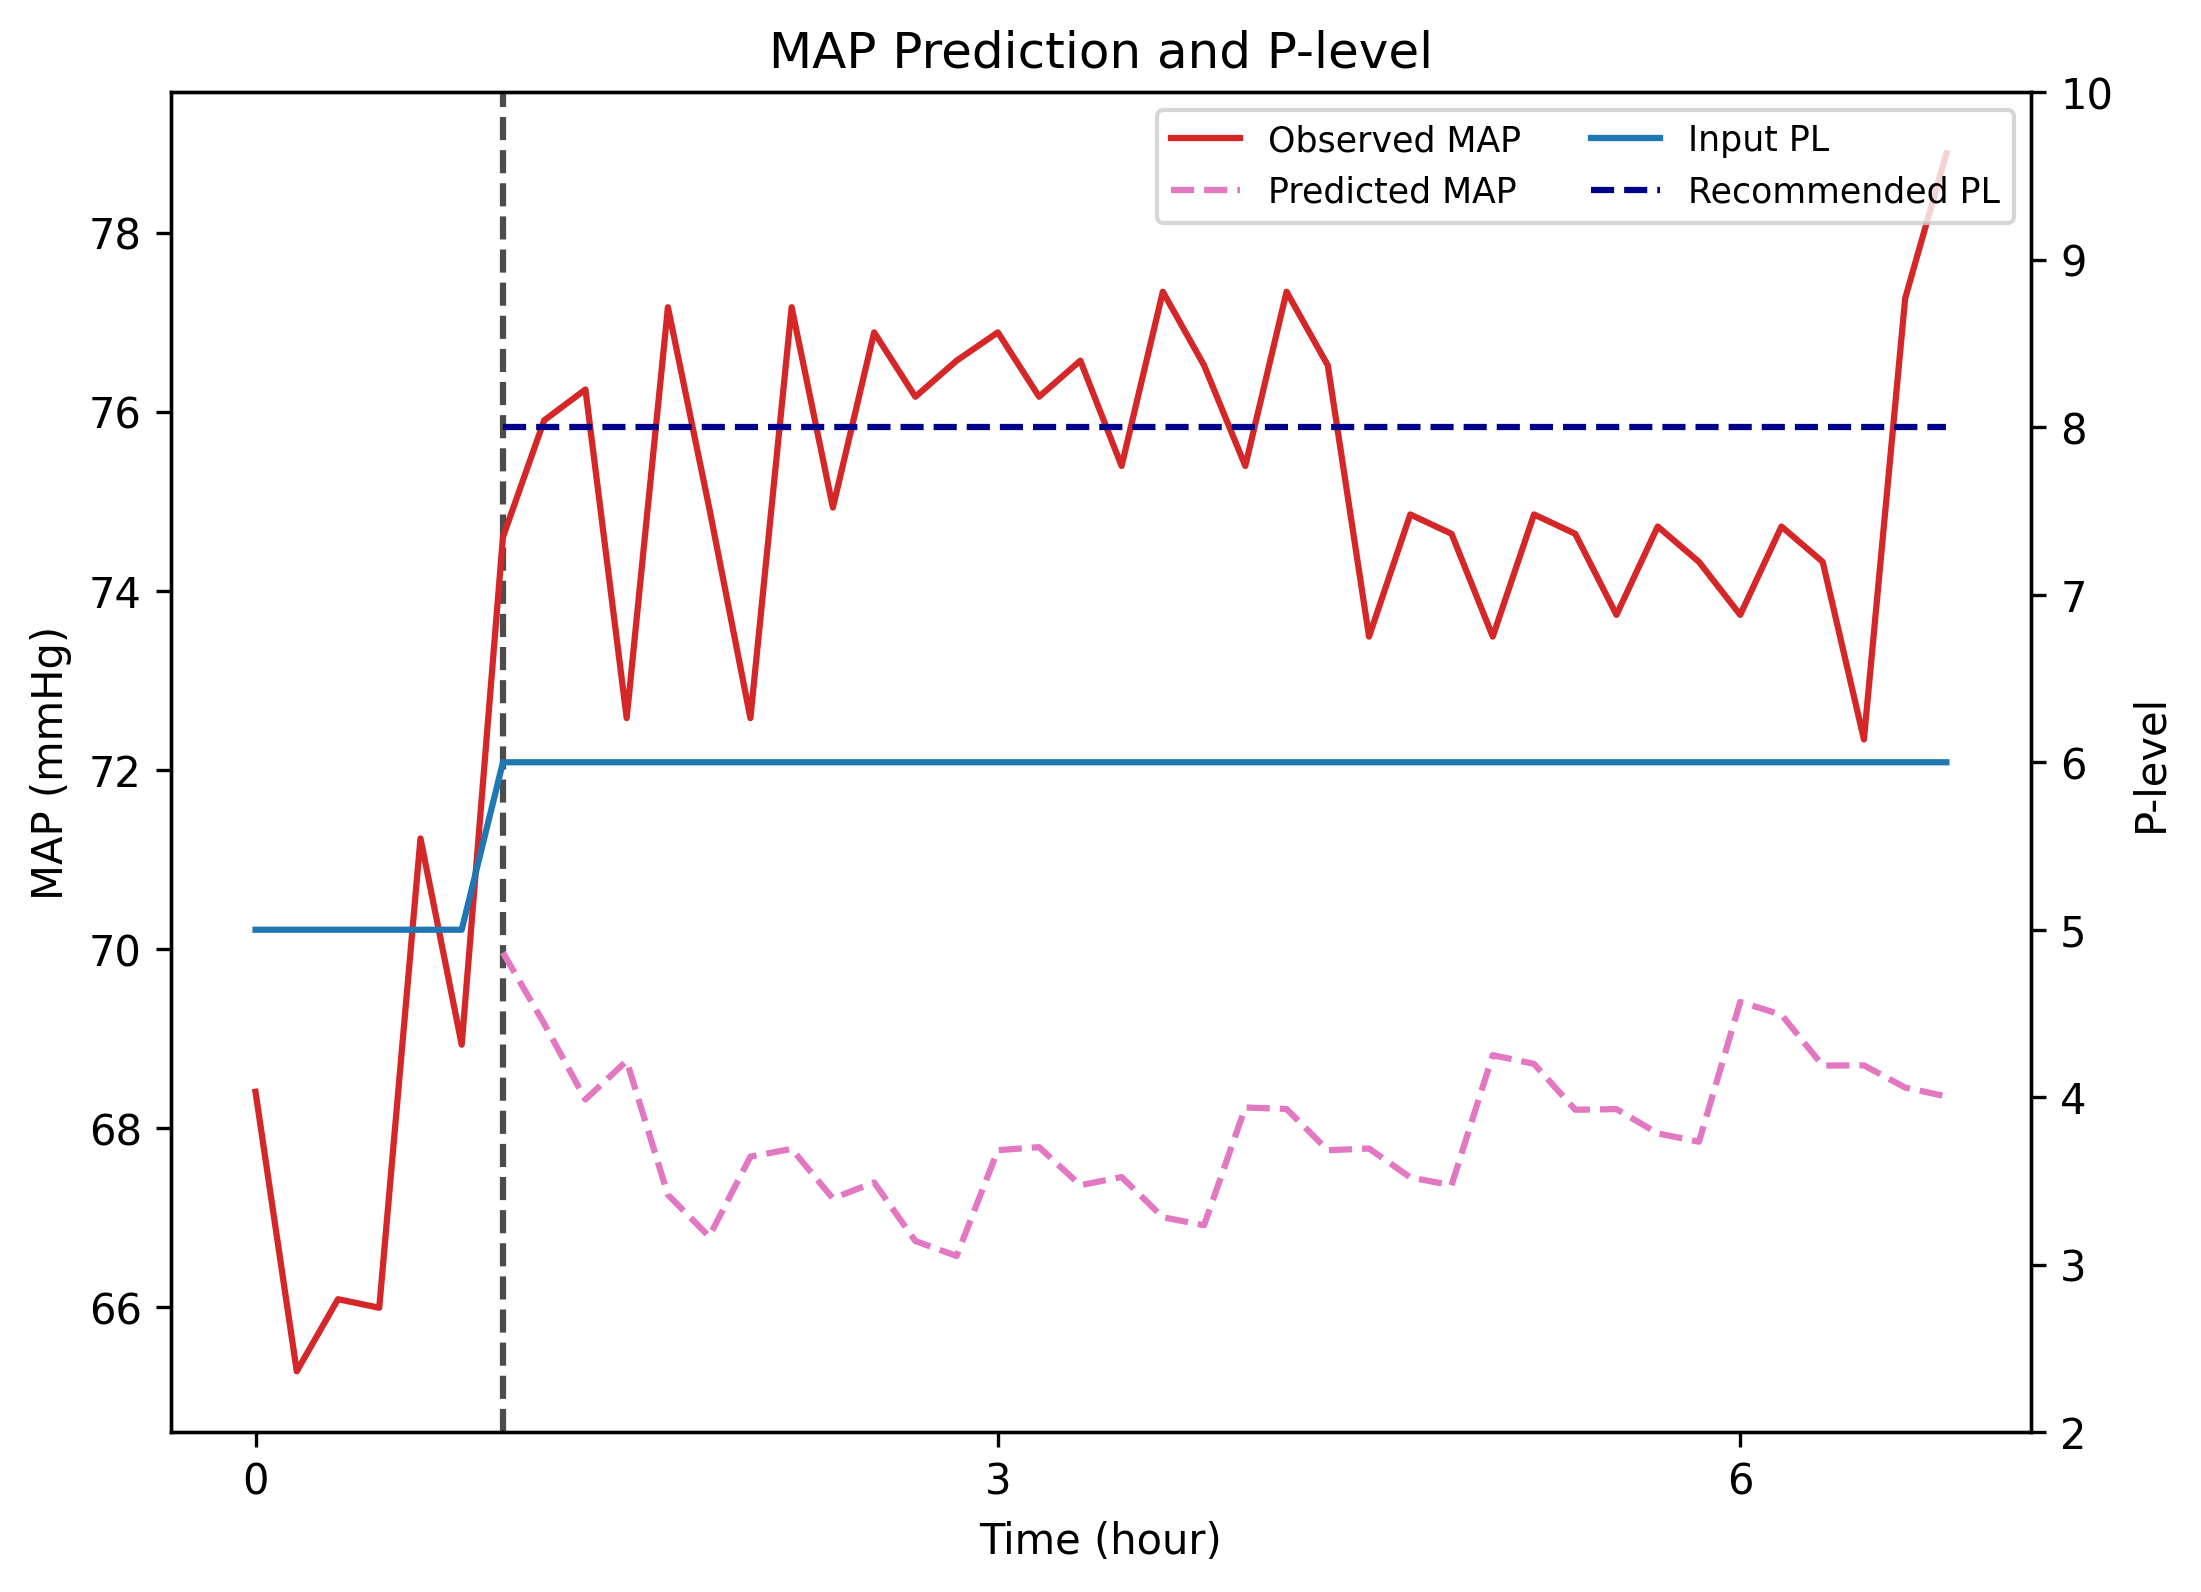 MAP Prediction and P-level
Observed MAP
Predicted MAP
Input PL
Recommended PL
MAP (mmHg)
78
76
74
72
70
68
66
10
9
8
7
6
5
4
3
2
P-level
0 3 6
Time (hour)